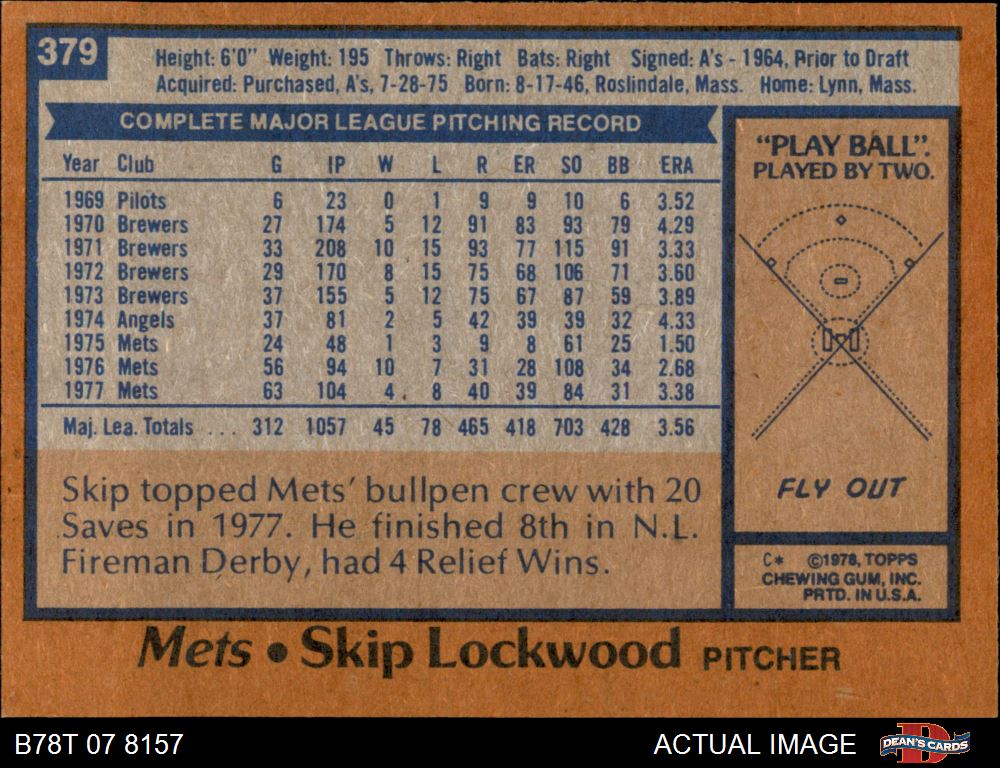 379
Height: 6'0" Weight: 195 Throws: Right Bats: Right Signed: A's - 1964, Prior to Draft
Acquired: Purchased, A's, 7-28-75 Born: 8-17-46, Roslindale, Mass. Home: Lynn, Mass.
COMPLETE MAJOR LEAGUE PITCHING RECORD
Year Club G IP W L R ER SO BB ERA
1969 Pilots 6 23 0 1 9 9 10 6 3.52
1970 Brewers 27 174 5 12 91 83 93 79 4.29
1971 Brewers 33 208 10 15 93 77 115 91 3.33
1972 Brewers 29 170 8 15 75 68 106 71 3.60
1973 Brewers 37 155 5 12 75 67 87 59 3.89
1974 Angels 37 81 2 5 42 39 39 32 4.33
1975 Mets 24 48 1 3 9 8 61 25 1.50
1976 Mets 56 94 10 7 31 28 108 34 2.68
1977 Mets 63 104 4 8 40 39 84 31 3.38
Maj. Lea. Totals ... 312 1057 45 78 465 418 703 428 3.56
Skip topped Mets' bullpen crew with 20
Saves in 1977. He finished 8th in N.L.
Fireman Derby, had 4 Relief Wins.
"PLAY BALL".
PLAYED BY TWO.
FLY OUT
C* ©1978, TOPPS
CHEWING GUM, INC.
PRTD. IN U.S.A.
Mets • Skip Lockwood PITCHER
B78T 07 8157
ACTUAL IMAGE
DEAN'S CARDS